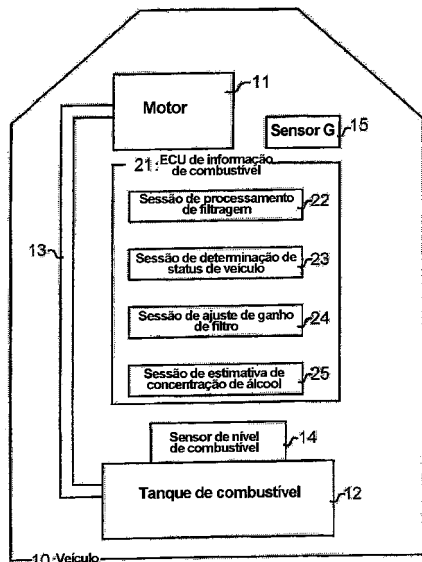 11
Motor
Sensor G
15
21:
ECU de informação
de combustível
Sessão de processamento
de filtragem
22
13
Sessão de determinação de
status de veículo
23
Sessão de ajuste de ganho
de filtro
24
Sessão de estimativa de
concentração de álcool
25
Sensor de nível
de combustível
14
Tanque de combustível
12
10 Veículo